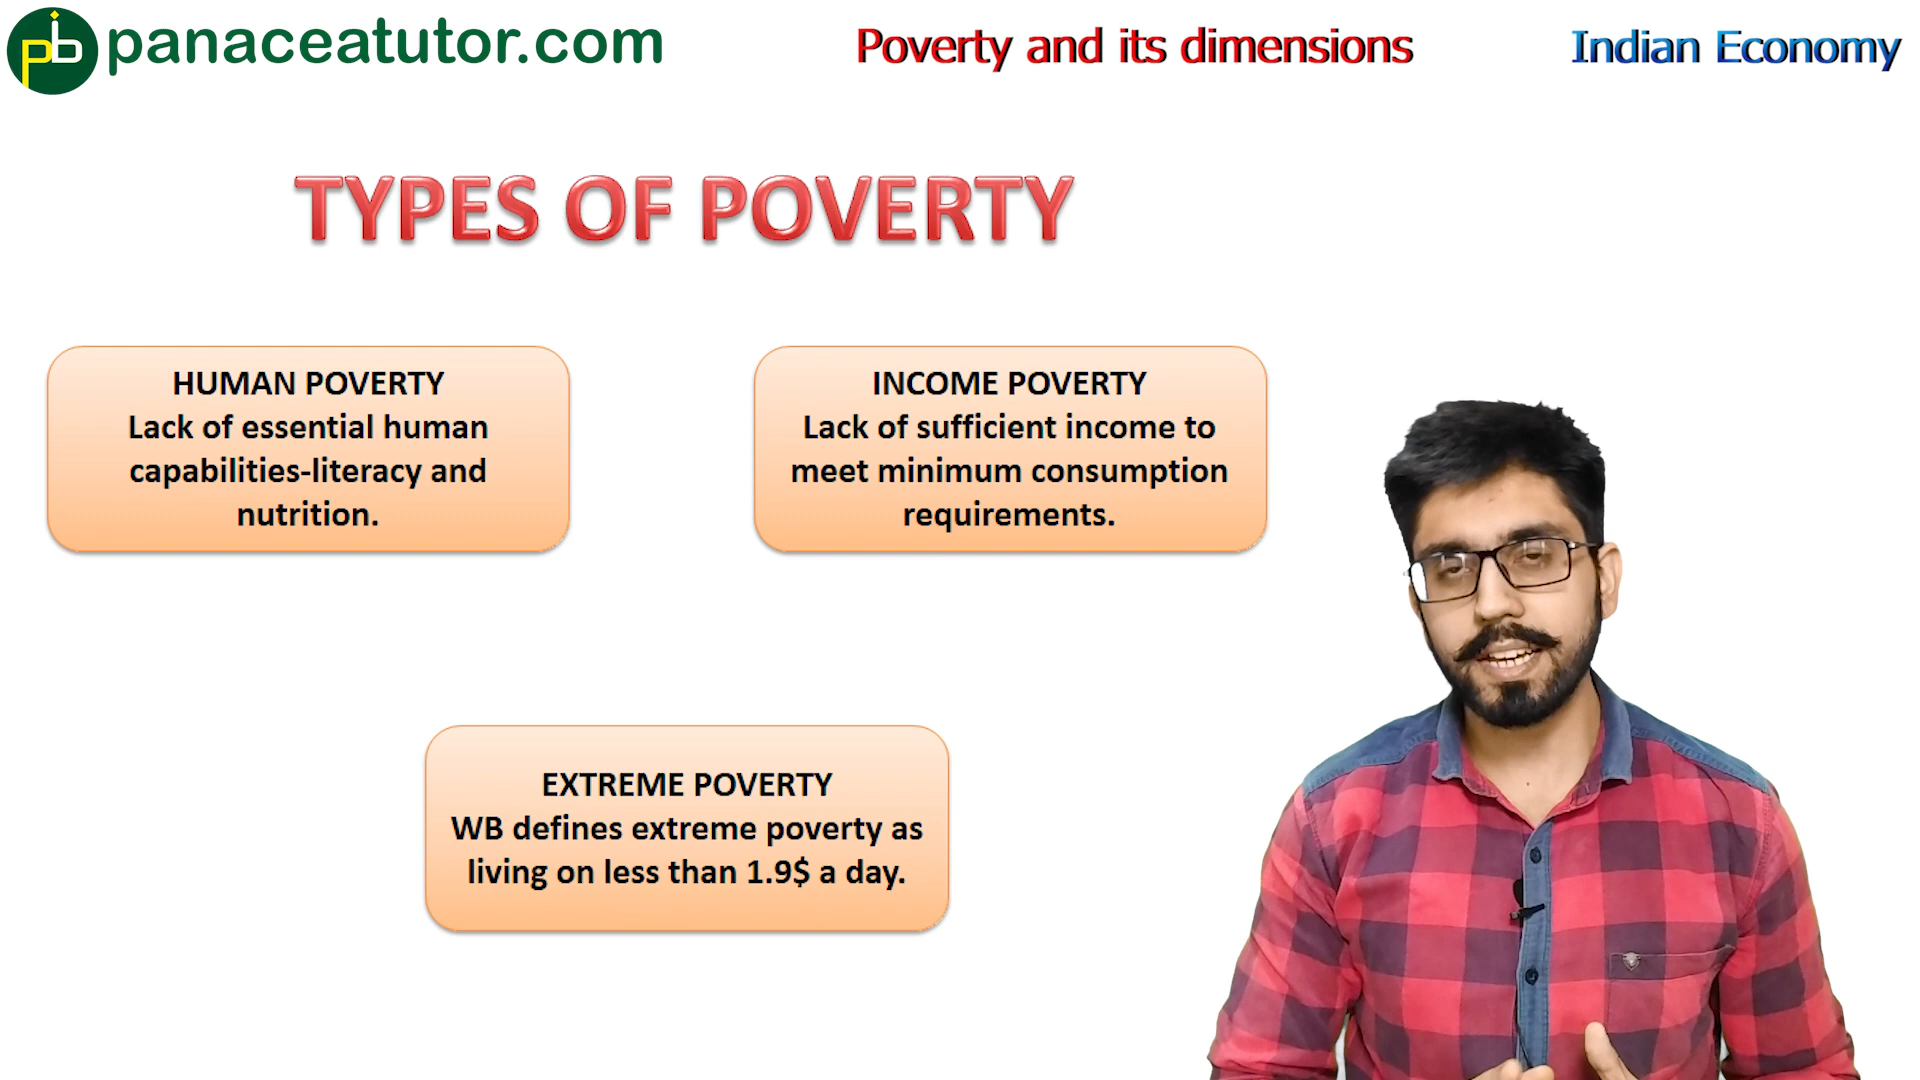 pb panaceatutor.com
Poverty and its dimensions
Indian Economy
TYPES OF POVERTY
HUMAN POVERTY
Lack of essential human
capabilities-literacy and
nutrition.
INCOME POVERTY
Lack of sufficient income to
meet minimum consumption
requirements.
EXTREME POVERTY
WB defines extreme poverty as
living on less than 1.9$ a day.